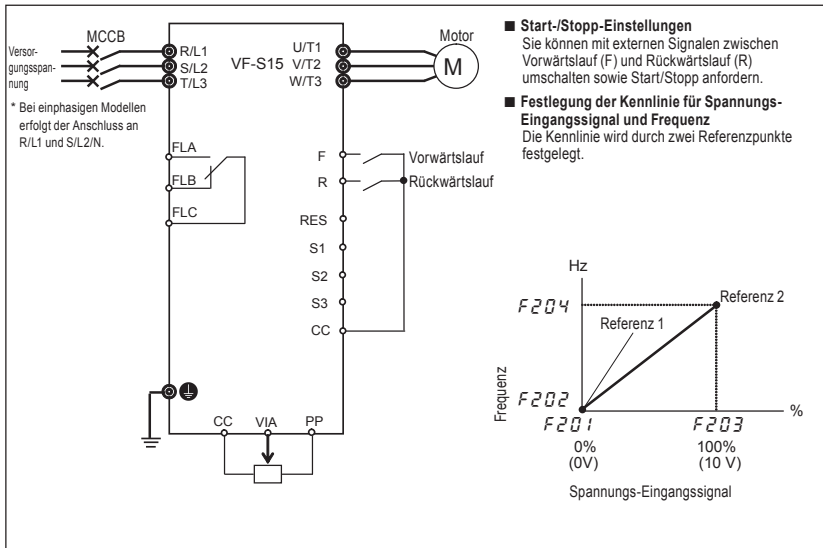 MCCB
Versor-
gungsspan-
nung
R/L1
S/L2
T/L3
VF-S15
U/T1
V/T2
W/T3
Motor
M
* Bei einphasigen Modellen
erfolgt der Anschluss an
R/L1 und S/L2/N.
FLA
FLB
FLC
F
Vorwärtslauf
R
Rückwärtslauf
RES
S1
S2
S3
CC
CC
VIA
PP
■ Start-/Stopp-Einstellungen
Sie können mit externen Signalen zwischen
Vorwärtslauf (F) und Rückwärtslauf (R)
umschalten sowie Start/Stopp anfordern.
■ Festlegung der Kennlinie für Spannungs-
Eingangssignal und Frequenz
Die Kennlinie wird durch zwei Referenzpunkte
festgelegt.
Hz
F204
Referenz 2
Referenz 1
Frequenz
F202
%
F201
F203
0%
(0V)
100%
(10 V)
Spannungs-Eingangssignal